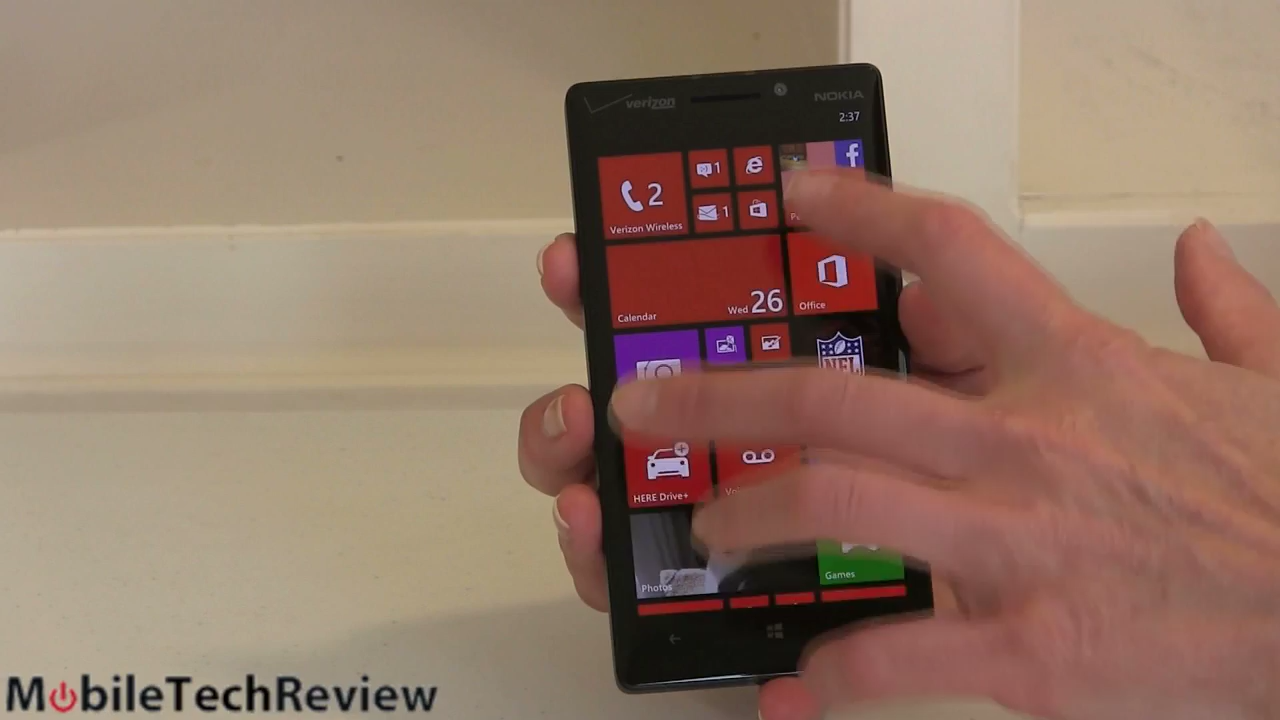 verizon
NOKIA
2:37
2
1
f
1
Verizon Wireless
Wed 26
Calendar
Office
NFL
HERE Drive+
Photos
Games
MobileTechReview